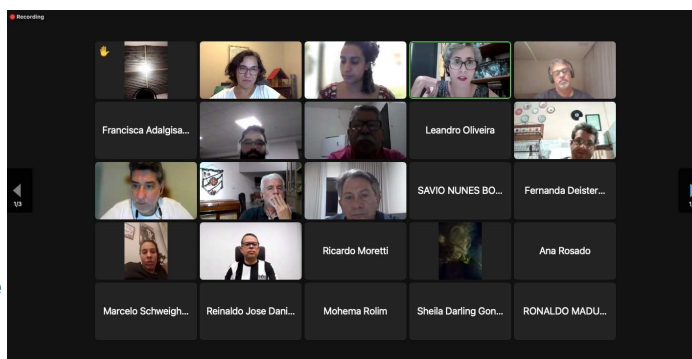 Recording
Francisca Adalgisa...
Leandro Oliveira
SAVIO NUNES BO...
Fernanda Deister...
1/3
Ricardo Moretti
Ana Rosado
Marcelo Schweigh...
Reinaldo Jose Dani...
Mohema Rolim
Sheila Darling Gon...
RONALDO MADU...